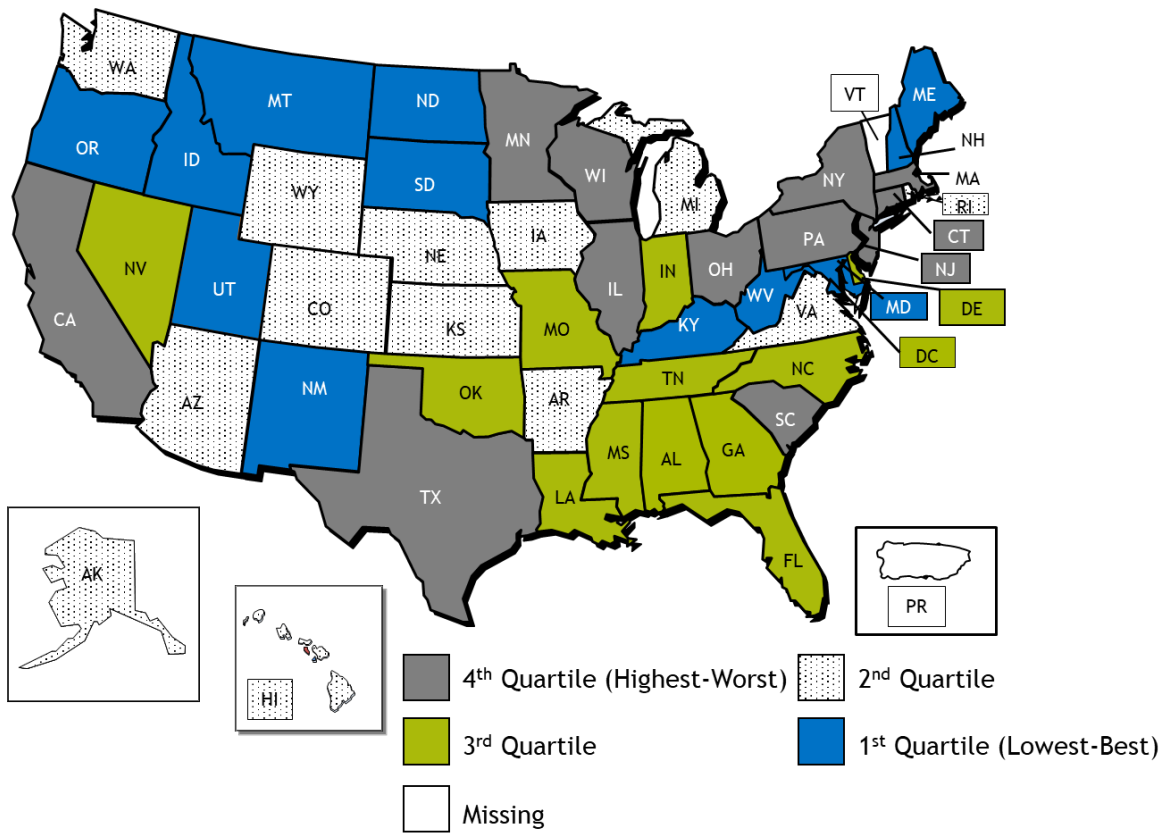 WA
VT
ME
MT
ND
MN
OR
ID
NH
WI
MA
SD
NY
WY
MI
RI
IA
CT
PA
NE
NV
IN
OH
NJ
UT
IL
WV
CO
MD
DE
VA
CA
KS
MO
KY
DC
NC
TN
NM
OK
AZ
AR
SC
MS
AL
GA
TX
LA
FL
AK
PR
HI
4th Quartile (Highest-Worst)
2nd Quartile
3rd Quartile
1st Quartile (Lowest-Best)
Missing